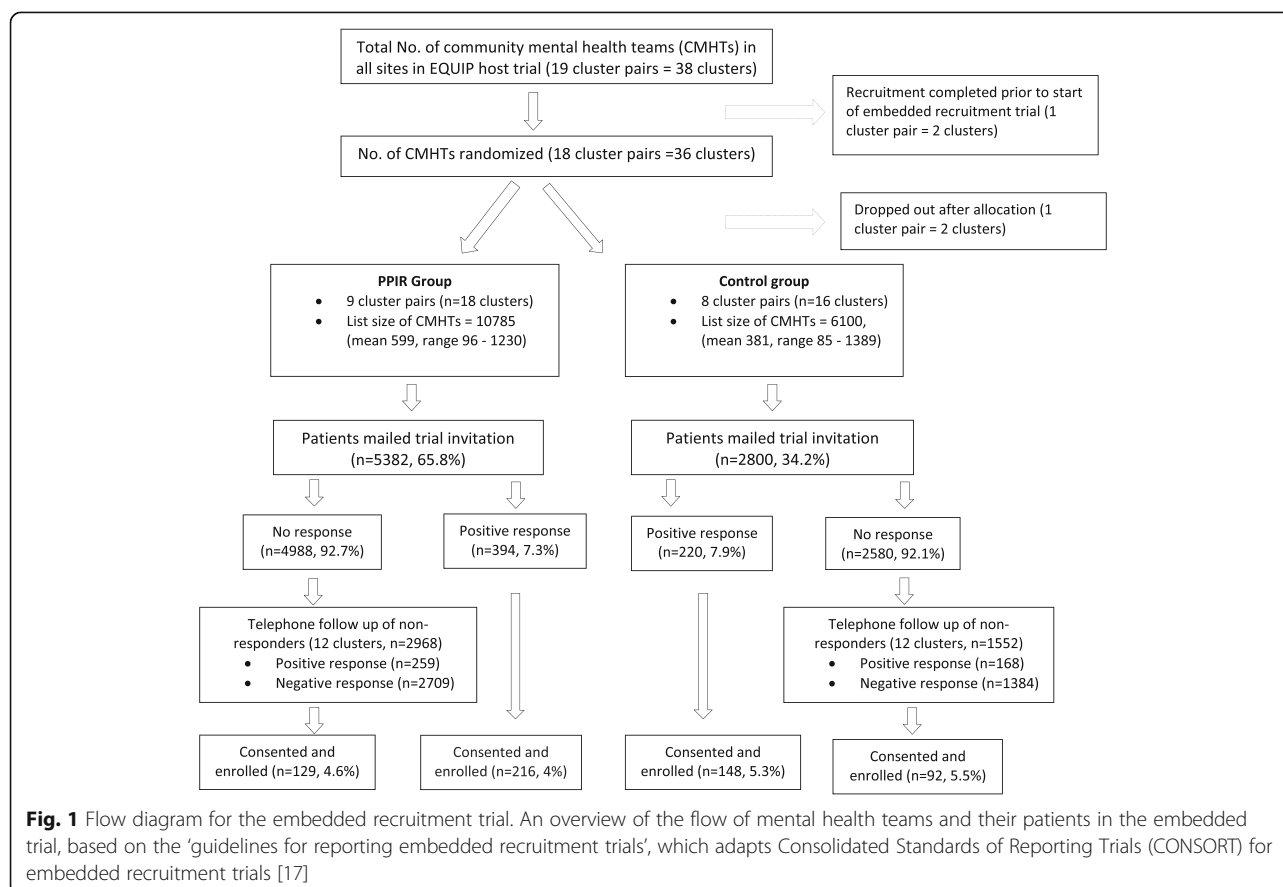 Total No. of community mental health teams (CMHTs) in
all sites in EQUIP host trial (19 cluster pairs = 38 clusters)
Recruitment completed prior to start
of embedded recruitment trial (1
cluster pair = 2 clusters)
No. of CMHTs randomized (18 cluster pairs =36 clusters)
Dropped out after allocation (1
cluster pair = 2 clusters)
PPIR Group
• 9 cluster pairs (n=18 clusters)
• List size of CMHTs = 10785
(mean 599, range 96 - 1230)
Control group
• 8 cluster pairs (n=16 clusters)
• List size of CMHTs = 6100,
(mean 381, range 85 - 1389)
Patients mailed trial invitation
(n=5382, 65.8%)
Patients mailed trial invitation
(n=2800, 34.2%)
No response
(n=4988, 92.7%)
Positive response
(n=394, 7.3%)
Positive response
(n=220, 7.9%)
No response
(n=2580, 92.1%)
Telephone follow up of non-
responders (12 clusters, n=2968)
• Positive response (n=259)
• Negative response (n=2709)
Telephone follow up of non-
responders (12 clusters, n=1552)
• Positive response (n=168)
• Negative response (n=1384)
Consented and
enrolled (n=129, 4.6%)
Consented and
enrolled (n=216, 4%)
Consented and
enrolled (n=148, 5.3%)
Consented and
enrolled (n=92, 5.5%)
Fig. 1 Flow diagram for the embedded recruitment trial. An overview of the flow of mental health teams and their patients in the embedded
trial, based on the ‘guidelines for reporting embedded recruitment trials’, which adapts Consolidated Standards of Reporting Trials (CONSORT) for
embedded recruitment trials [17]